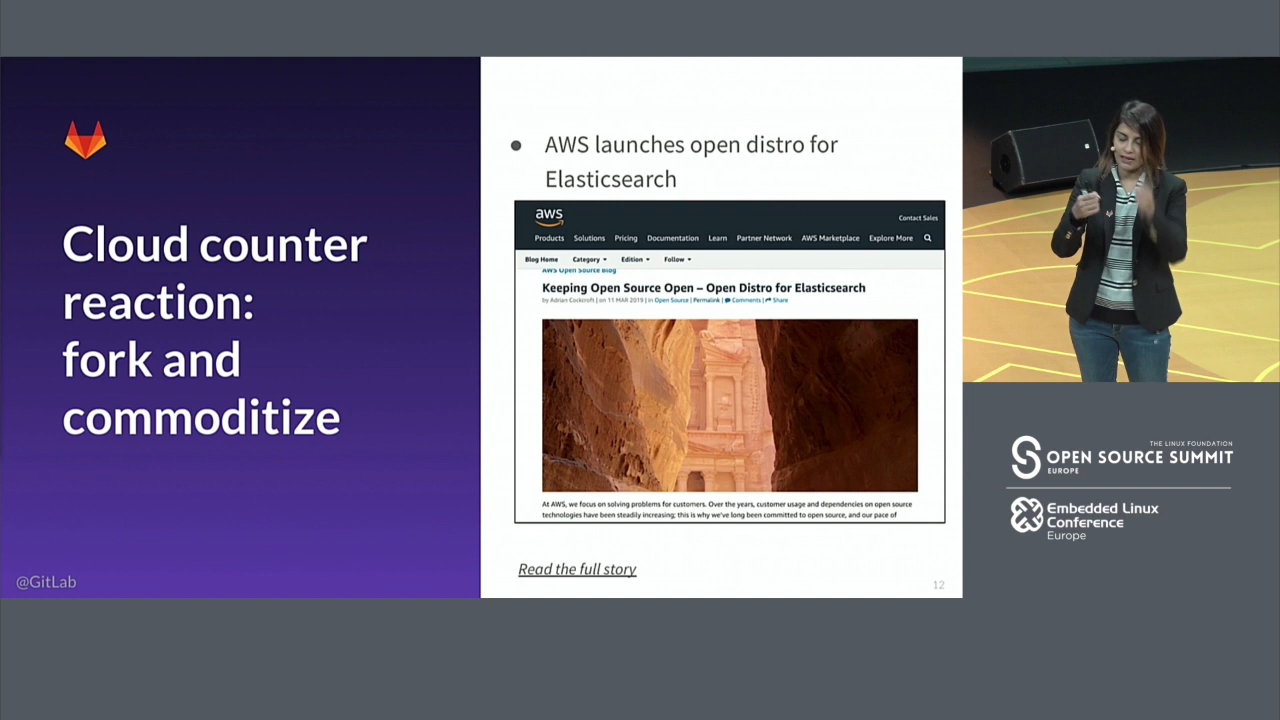 Cloud counter
reaction:
fork and
commoditize
@GitLab
AWS launches open distro for
Elasticsearch
aws
Contact Sales
Products Solutions Pricing Documentation Learn Partner Network AWS Marketplace Explore More
Blog Home Category Edition Follow
AWS Open Source Blog
Keeping Open Source Open – Open Distro for Elasticsearch
by Adrian Cockcroft | on 11 MAR 2019 | in Open Source | Permalink | Comments | Share
At AWS, we focus on solving problems for customers. Over the years, customer usage and dependencies on open source
technologies have been steadily increasing; this is why we've long been committed to open source, and our pace of
Read the full story
12
THE LINUX FOUNDATION
OPEN SOURCE SUMMIT
EUROPE
Embedded Linux
Conference
Europe